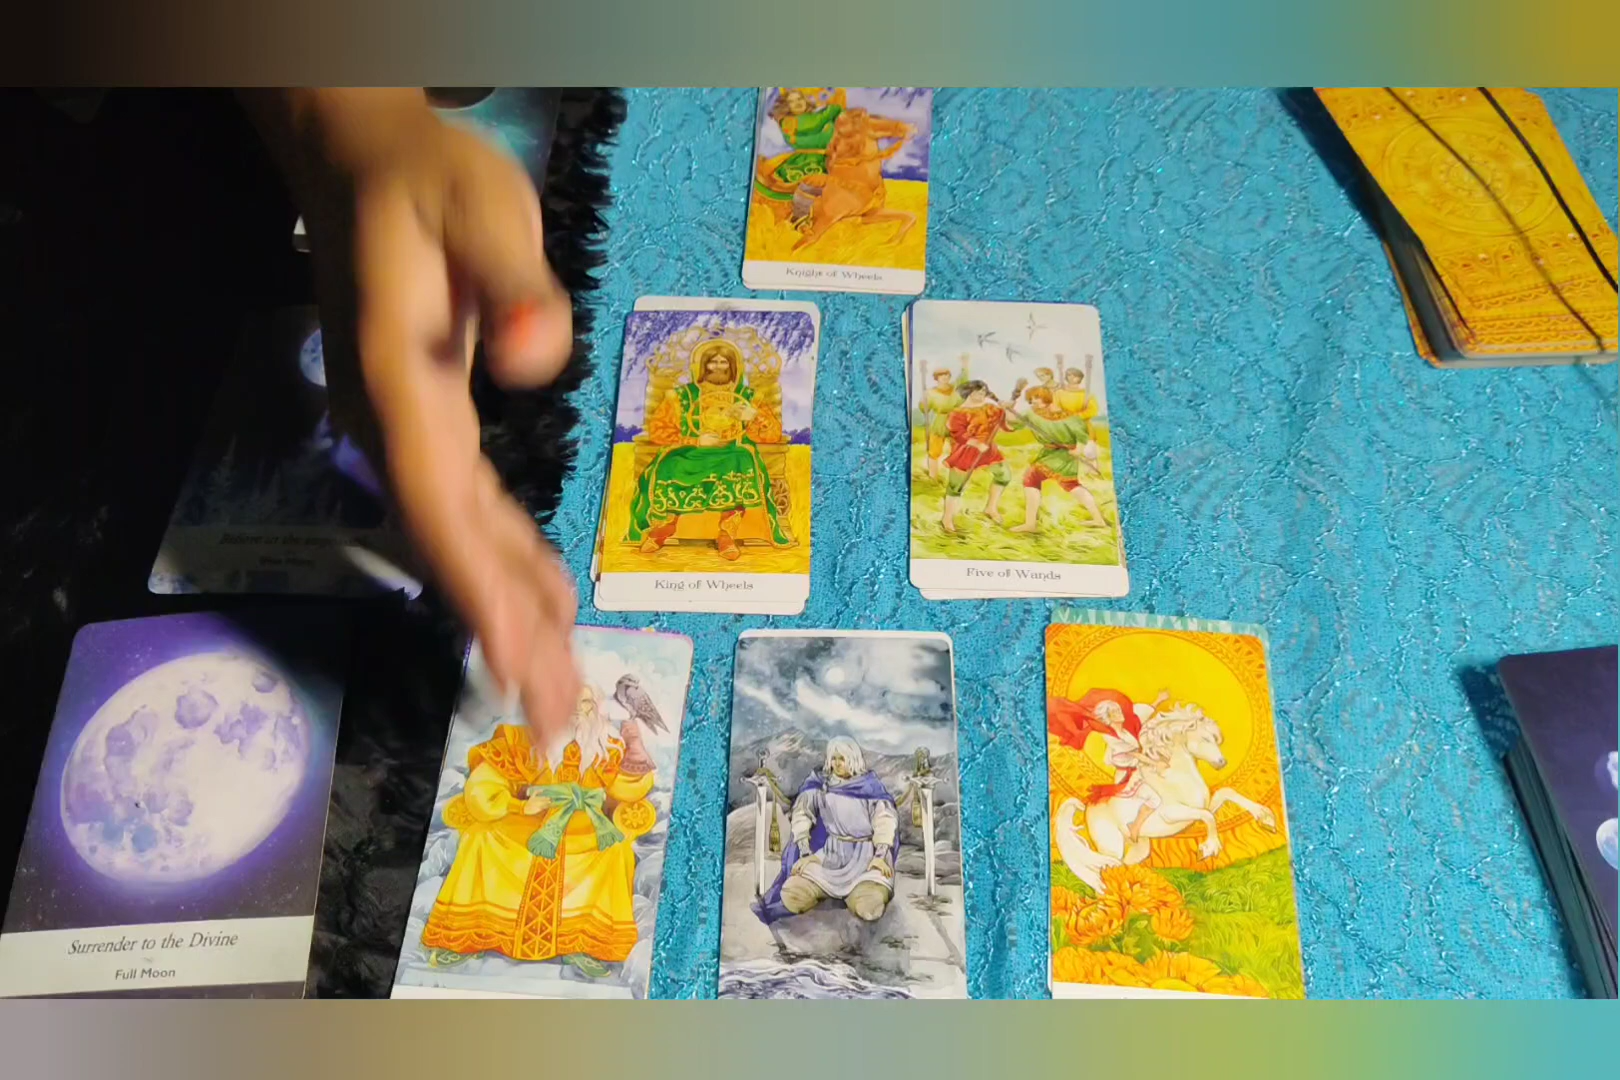 Knight of Wheels
King of Wheels
Five of Wands
Surrender to the Divine
Full Moon